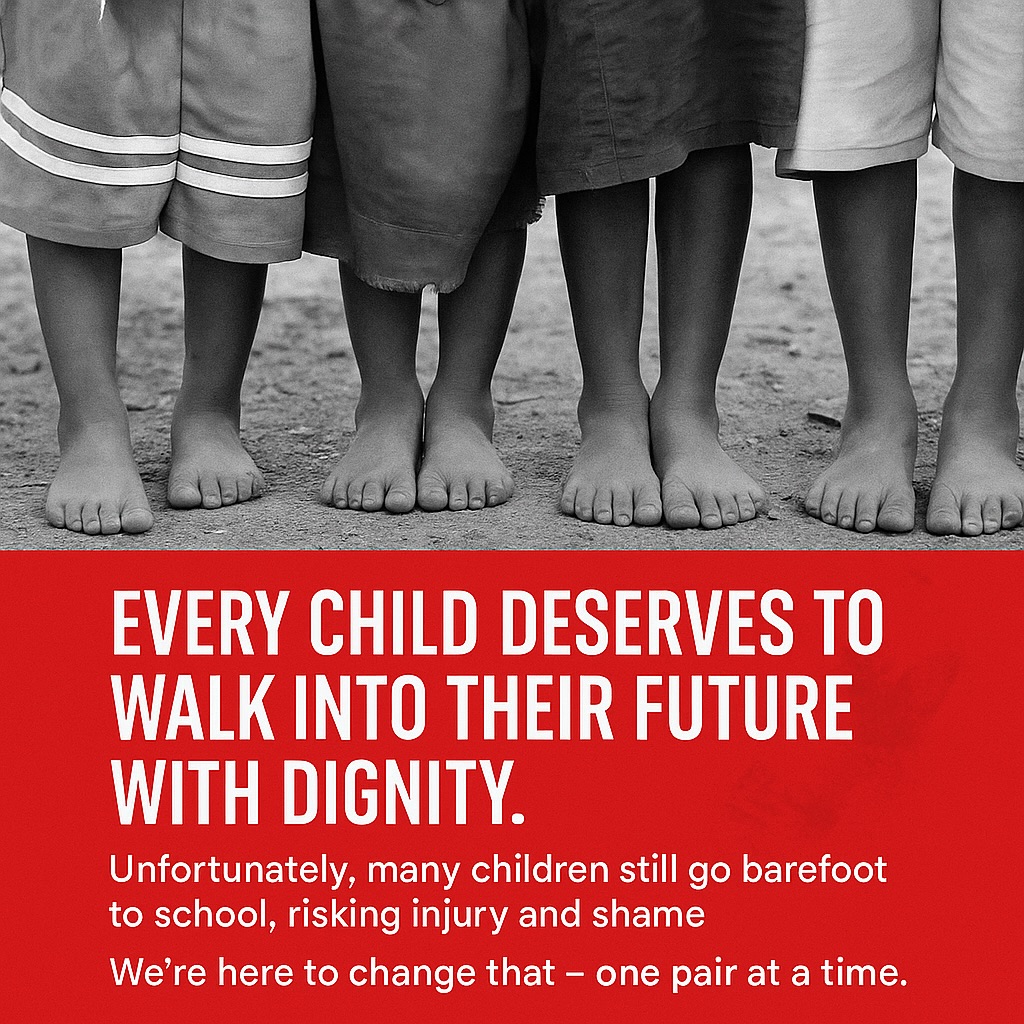 EVERY CHILD DESERVES TO
WALK INTO THEIR FUTURE
WITH DIGNITY.
Unfortunately, many children still go barefoot
to school, risking injury and shame
We’re here to change that – one pair at a time.